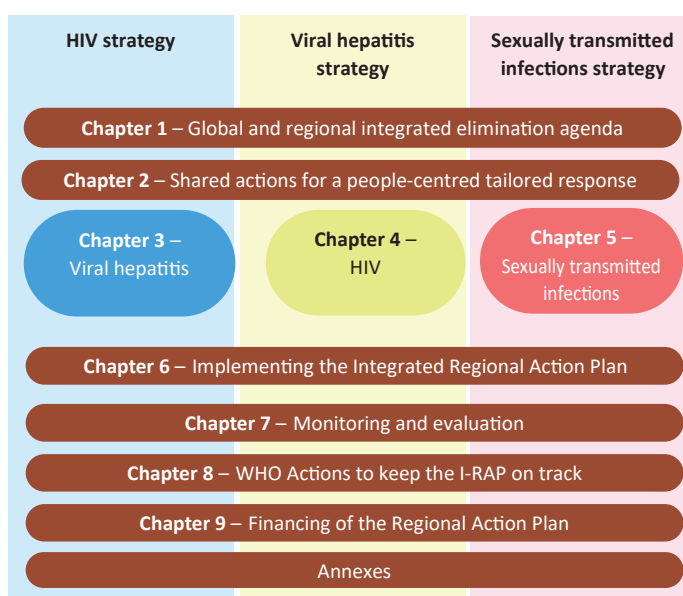 HIV strategy
Viral hepatitis
strategy
Sexually transmitted
infections strategy
Chapter 1 – Global and regional integrated elimination agenda
Chapter 2 – Shared actions for a people-centred tailored response
Chapter 3 –
Viral hepatitis
Chapter 4 –
HIV
Chapter 5 –
Sexually transmitted
infections
Chapter 6 – Implementing the Integrated Regional Action Plan
Chapter 7 – Monitoring and evaluation
Chapter 8 – WHO Actions to keep the I-RAP on track
Chapter 9 – Financing of the Regional Action Plan
Annexes